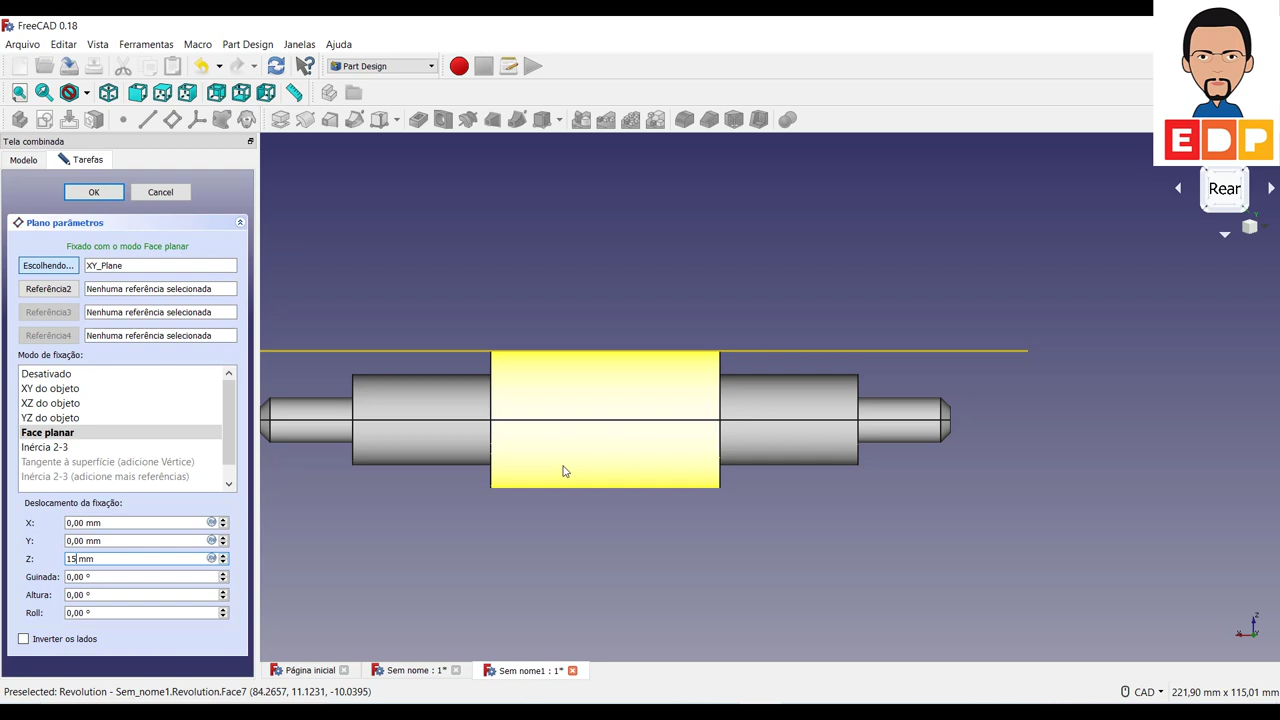 FreeCAD 0.18
Arquivo Editar Vista Ferramentas Macro Part Design Janelas Ajuda
Part Design
Tela combinada
Modelo Tarefas
OK Cancel
EDP
Rear
Plano parâmetros
Fixado com o modo Face planar
Escolhendo... XY_Plane
Referência2 Nenhuma referência selecionada
Referência3 Nenhuma referência selecionada
Referência4 Nenhuma referência selecionada
Modo de fixação:
Desativado
XY do objeto
XZ do objeto
YZ do objeto
Face planar
Inércia 2-3
Tangente à superfície (adicione Vértice)
Inércia 2-3 (adicione mais referências)
Deslocamento da fixação:
X: 0,00 mm
Y: 0,00 mm
Z: 15 mm
Guinada: 0,00 º
Altura: 0,00 º
Roll: 0,00 º
Inverter os lados
Página inicial Sem nome : 1* Sem nome1 : 1*
Preselected: Revolution - Sem_nome1.Revolution.Face7 (84.2657, 11.1231, -10.0395) CAD 221,90 mm x 115,01 mm